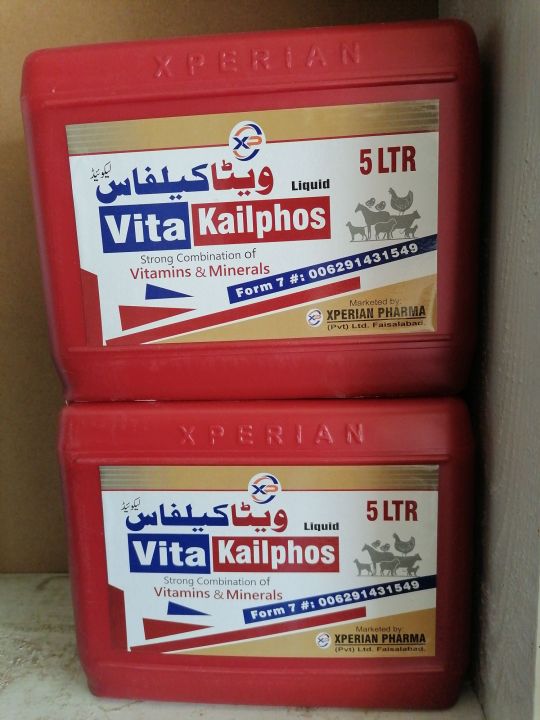 XPERIAN
XP
لیکوئیڈ
ویٹا کیلفاس
Liquid
5 LTR
Vita Kailphos
Strong Combination of
Vitamins & Minerals
Form 7 #: 006291431549
Marketed by:
XPERIAN PHARMA
(Pvt) Ltd. Faisalabad.
XPERIAN
XP
لیکوئیڈ
ویٹا کیلفاس
Liquid
5 LTR
Vita Kailphos
Strong Combination of
Vitamins & Minerals
Form 7 #: 006291431549
Marketed by:
XPERIAN PHARMA
(Pvt) Ltd. Faisalabad.